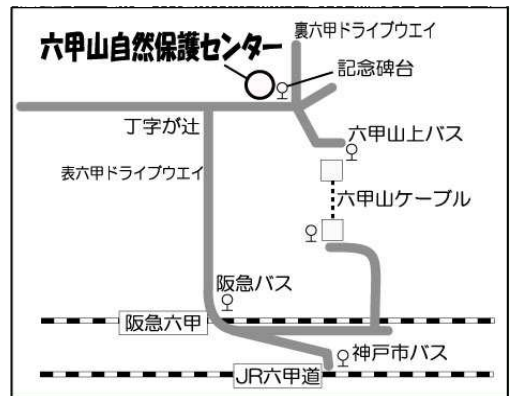 裏六甲ドライブウエイ
六甲山自然保護センター
記念碑台
丁字が辻
六甲山上バス
表六甲ドライブウエイ
六甲山ケーブル
阪急バス
阪急六甲
神戸市バス
JR六甲道